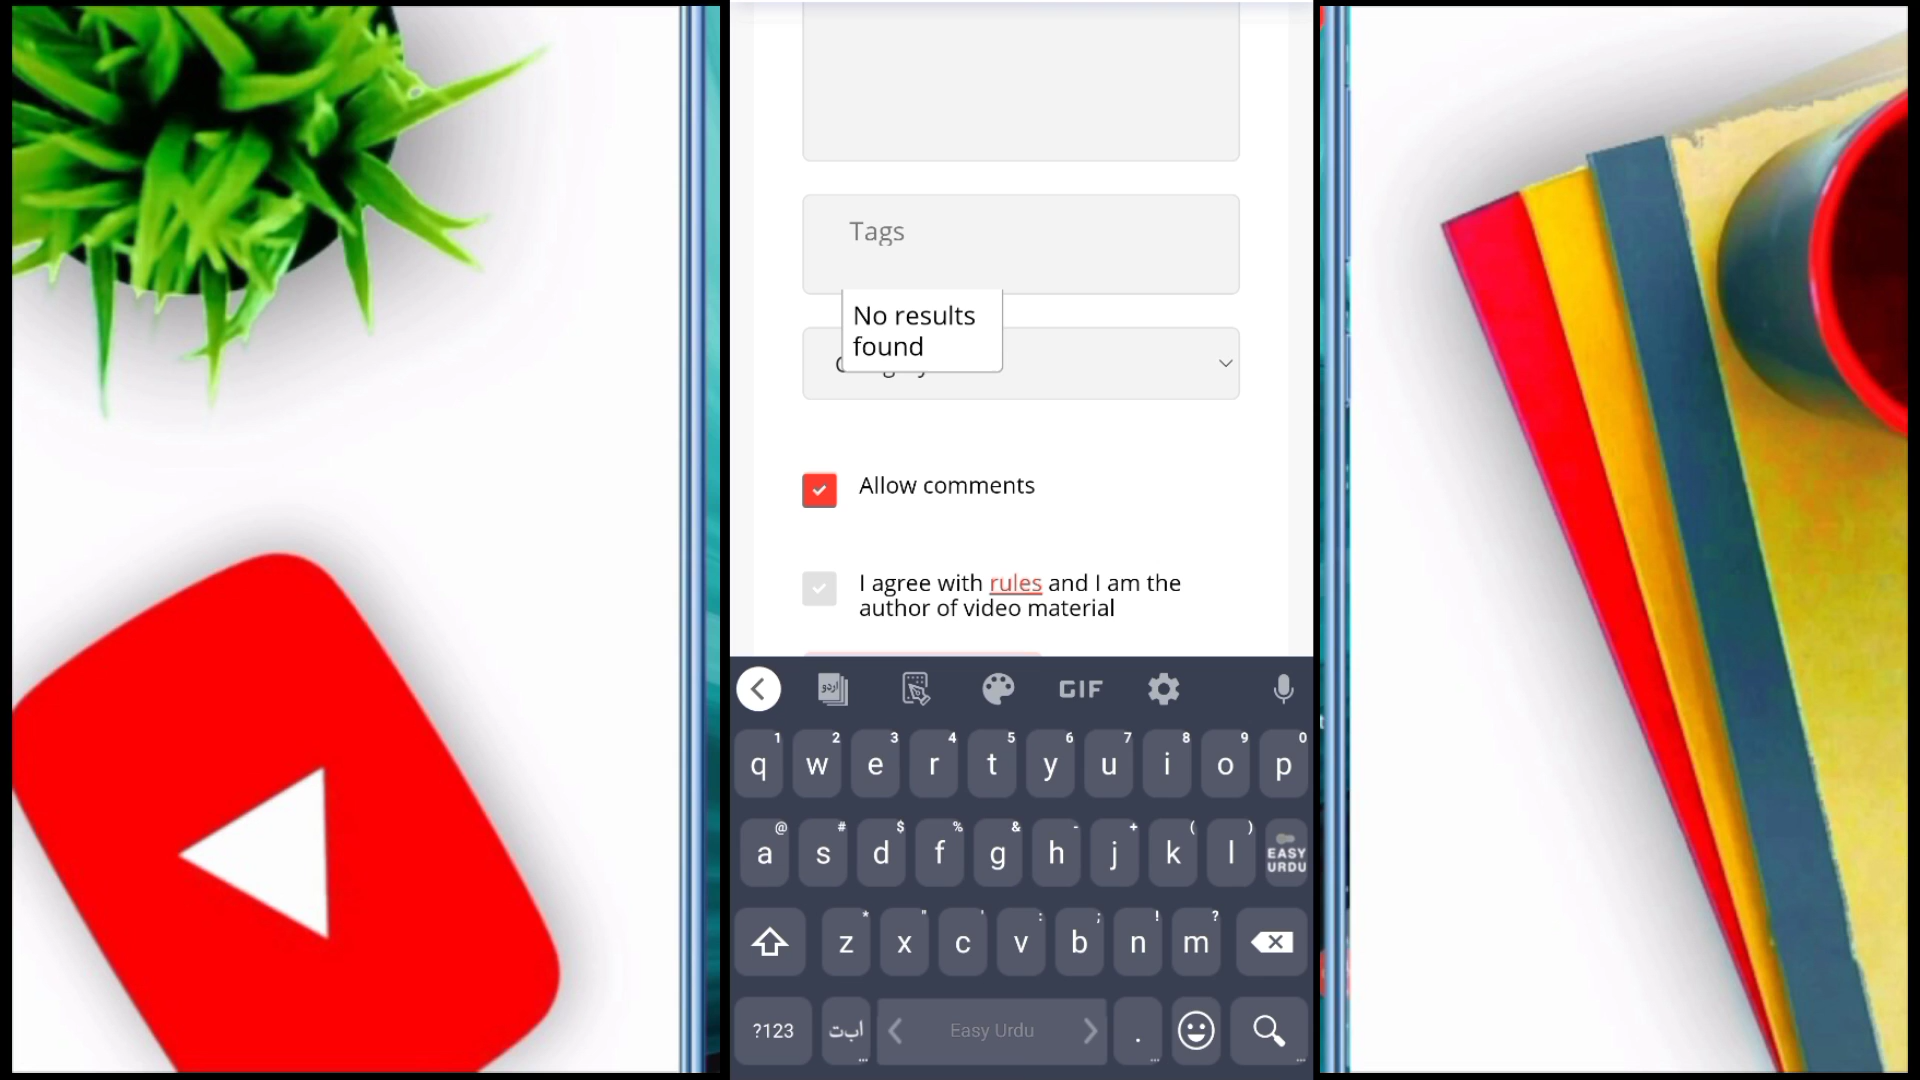 Tags
No results
found
Allow comments
I agree with rules and I am the
author of video material
اردو
GIF
1 2 3 4 5 6 7 8 9 0
q w e r t y u i o p
@ # $ % & - + ( )
a s d f g h j k l EASY
URDU
* " ' : ; ! ?
z x c v b n m
?123 ابت Easy Urdu .